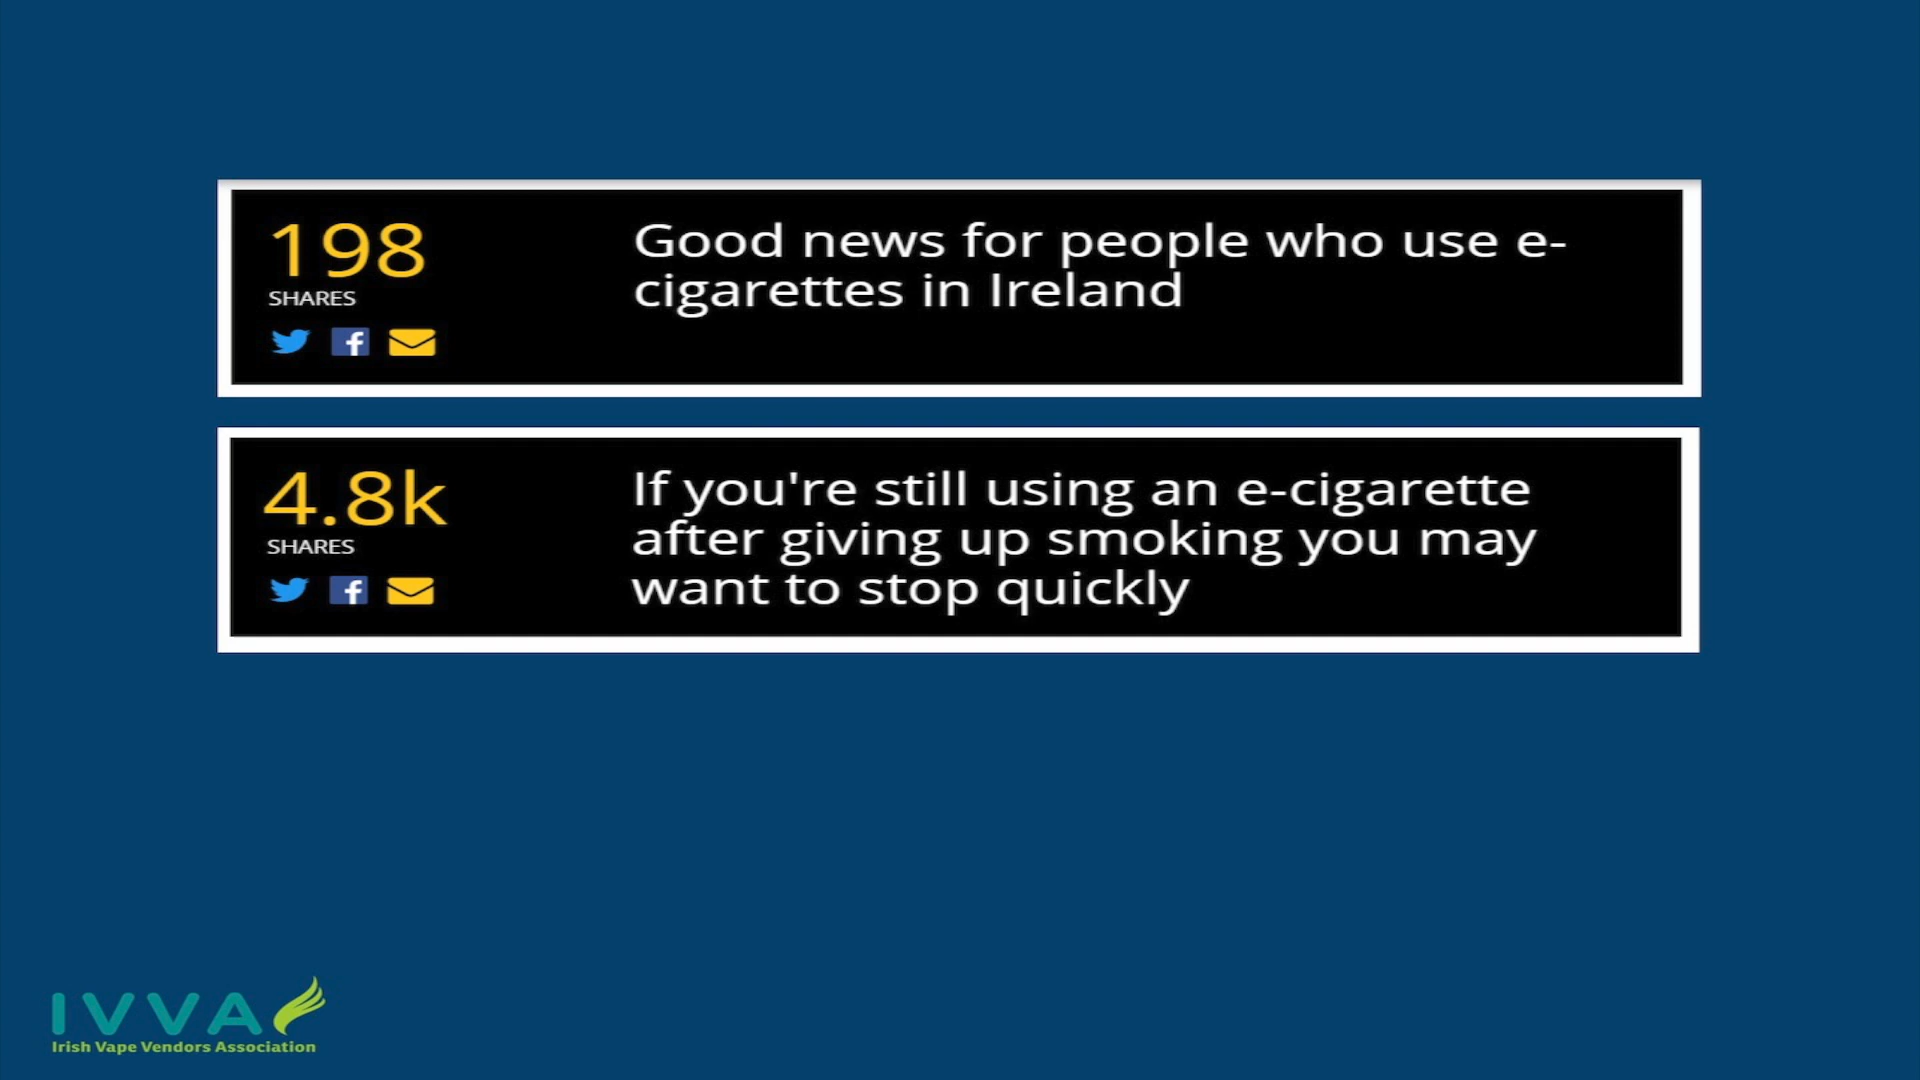 198
SHARES
Good news for people who use e-
cigarettes in Ireland
4.8k
SHARES
If you're still using an e-cigarette
after giving up smoking you may
want to stop quickly
IVVA
Irish Vape Vendors Association